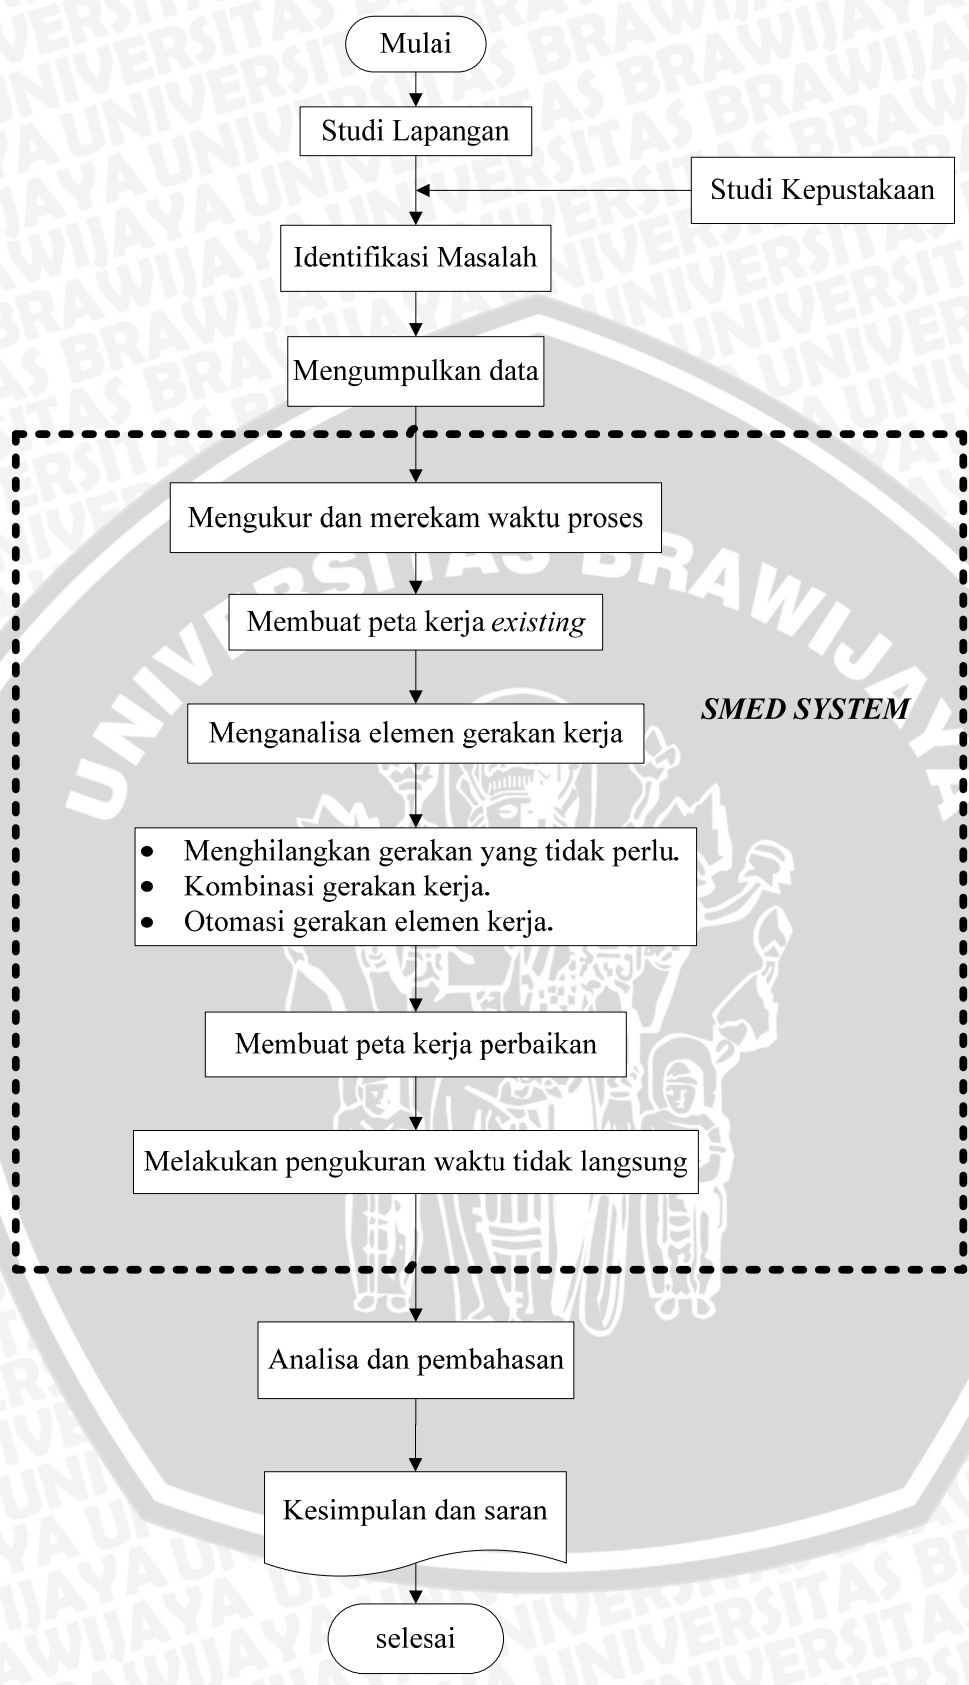 Mulai
Studi Lapangan
Studi Kepustakaan
Identifikasi Masalah
Mengumpulkan data
Mengukur dan merekam waktu proses
UNIVERSITAS BRAWIJAYA
Membuat peta kerja existing
SMED SYSTEM
Menganalisa elemen gerakan kerja
• Menghilangkan gerakan yang tidak perlu.
• Kombinasi gerakan kerja.
• Otomasi gerakan elemen kerja.
Membuat peta kerja perbaikan
Melakukan pengukuran waktu tidak langsung
Analisa dan pembahasan
Kesimpulan dan saran
selesai